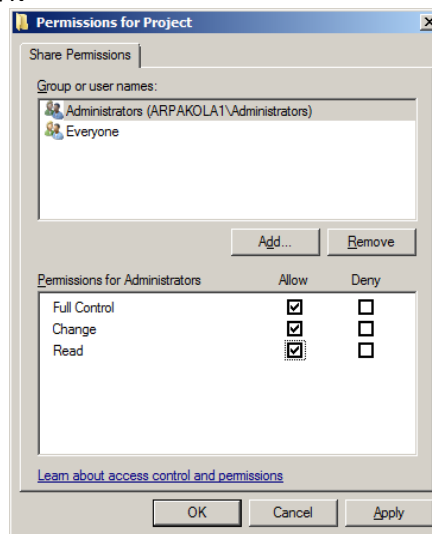 Permissions for Project
Share Permissions
Group or user names:
Administrators (ARPAKOLA1\Administrators)
Everyone
Add...
Remove
Permissions for Administrators Allow Deny
Full Control
Change
Read
Learn about access control and permissions
OK Cancel Apply